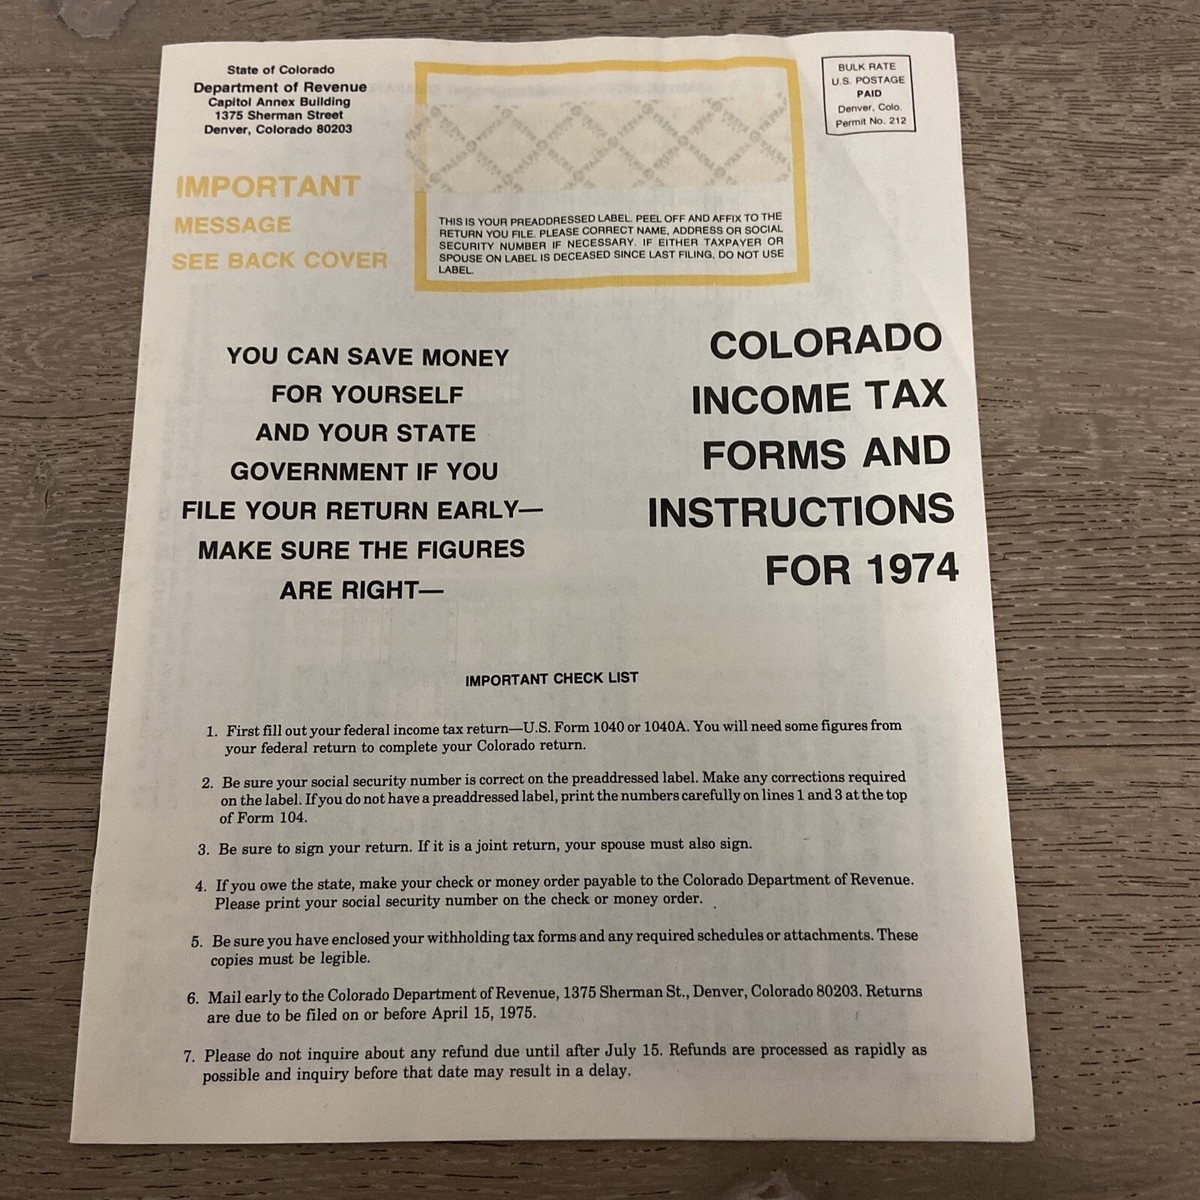 State of Colorado
Department of Revenue
Capitol Annex Building
1375 Sherman Street
Denver, Colorado 80203
BULK RATE
U.S. POSTAGE
PAID
Denver, Colo.
Permit No. 212
IMPORTANT
MESSAGE
SEE BACK COVER
THIS IS YOUR PREADDRESSED LABEL. PEEL OFF AND AFFIX TO THE
RETURN YOU FILE. PLEASE CORRECT NAME, ADDRESS OR SOCIAL
SECURITY NUMBER IF NECESSARY. IF EITHER TAXPAYER OR
SPOUSE ON LABEL IS DECEASED SINCE LAST FILING, DO NOT USE
LABEL.
YOU CAN SAVE MONEY
FOR YOURSELF
AND YOUR STATE
GOVERNMENT IF YOU
FILE YOUR RETURN EARLY—
MAKE SURE THE FIGURES
ARE RIGHT—
COLORADO
INCOME TAX
FORMS AND
INSTRUCTIONS
FOR 1974
IMPORTANT CHECK LIST
1. First fill out your federal income tax return—U.S. Form 1040 or 1040A. You will need some figures from
your federal return to complete your Colorado return.
2. Be sure your social security number is correct on the preaddressed label. Make any corrections required
on the label. If you do not have a preaddressed label, print the numbers carefully on lines 1 and 3 at the top
of Form 104.
3. Be sure to sign your return. If it is a joint return, your spouse must also sign.
4. If you owe the state, make your check or money order payable to the Colorado Department of Revenue.
Please print your social security number on the check or money order.
5. Be sure you have enclosed your withholding tax forms and any required schedules or attachments. These
copies must be legible.
6. Mail early to the Colorado Department of Revenue, 1375 Sherman St., Denver, Colorado 80203. Returns
are due to be filed on or before April 15, 1975.
7. Please do not inquire about any refund due until after July 15. Refunds are processed as rapidly as
possible and inquiry before that date may result in a delay.